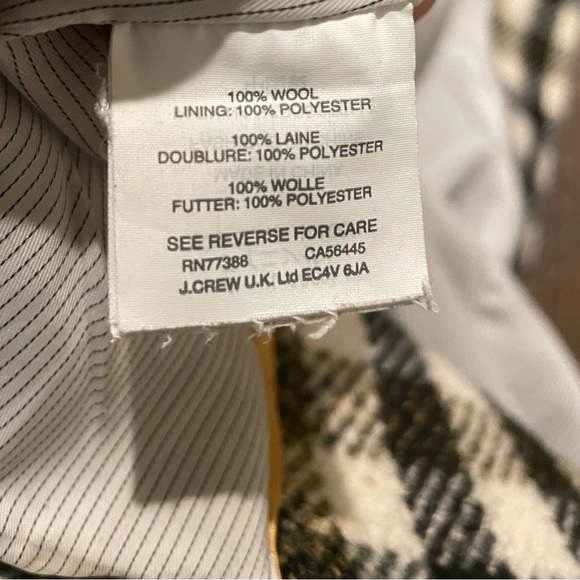 100% WOOL
LINING: 100% POLYESTER
100% LAINE
DOUBLURE: 100% POLYESTER
100% WOLLE
FUTTER: 100% POLYESTER
SEE REVERSE FOR CARE
RN77388 CA56445
J.CREW U.K. Ltd EC4V 6JA